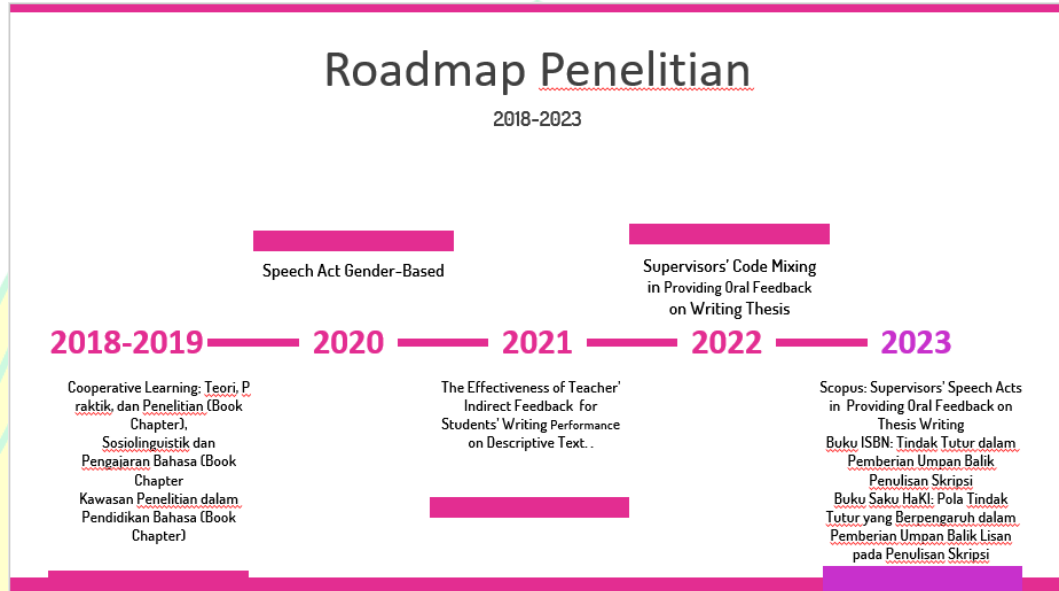 Roadmap Penelitian
2018-2023
Speech Act Gender-Based
Supervisors' Code Mixing
in Providing Oral Feedback
on Writing Thesis
2018-2019
2020
2021
2022
2023
Cooperative Learning: Teori, P
raktik, dan Penelitian (Book
Chapter),
Sosiolinguistik dan
Pengajaran Bahasa (Book
Chapter
Kawasan Penelitian dalam
Pendidikan Bahasa (Book
Chapter)
The Effectiveness of Teacher'
Indirect Feedback for
Students' Writing Performance
on Descriptive Text. .
Scopus: Supervisors' Speech Acts
in Providing Oral Feedback on
Thesis Writing
Buku ISBN: Tindak Tutur dalam
Pemberian Umpan Balik
Penulisan Skripsi
Buku Saku HaKI: Pola Tindak
Tutur yang Berpengaruh dalam
Pemberian Umpan Balik Lisan
pada Penulisan Skripsi